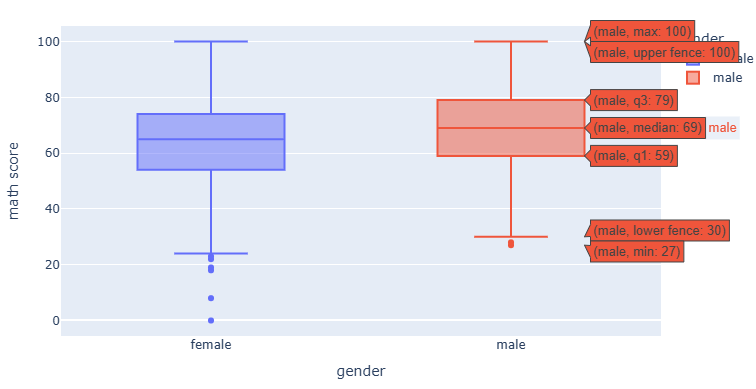 100
80
60
40
20
0
math score
female
male
gender
(male, max: 100)
(male, upper fence: 100)
(male, q3: 79)
(male, median: 69) male
(male, q1: 59)
(male, lower fence: 30)
(male, min: 27)
male